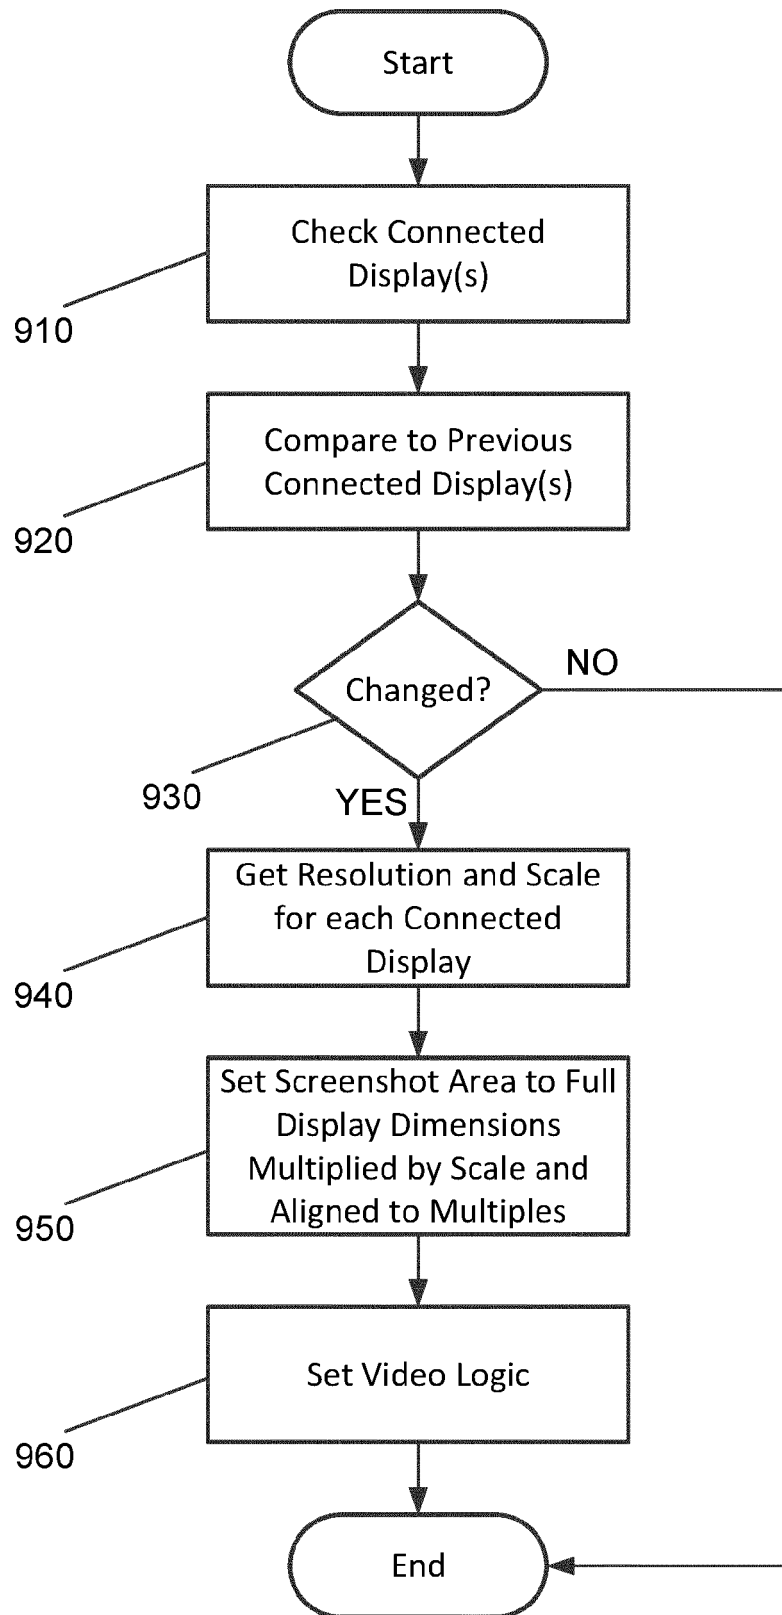 Start
Check Connected
Display(s)
910
Compare to Previous
Connected Display(s)
920
Changed?
NO
930
YES
Get Resolution and Scale
for each Connected
Display
940
Set Screenshot Area to Full
Display Dimensions
Multiplied by Scale and
Aligned to Multiples
950
Set Video Logic
960
End